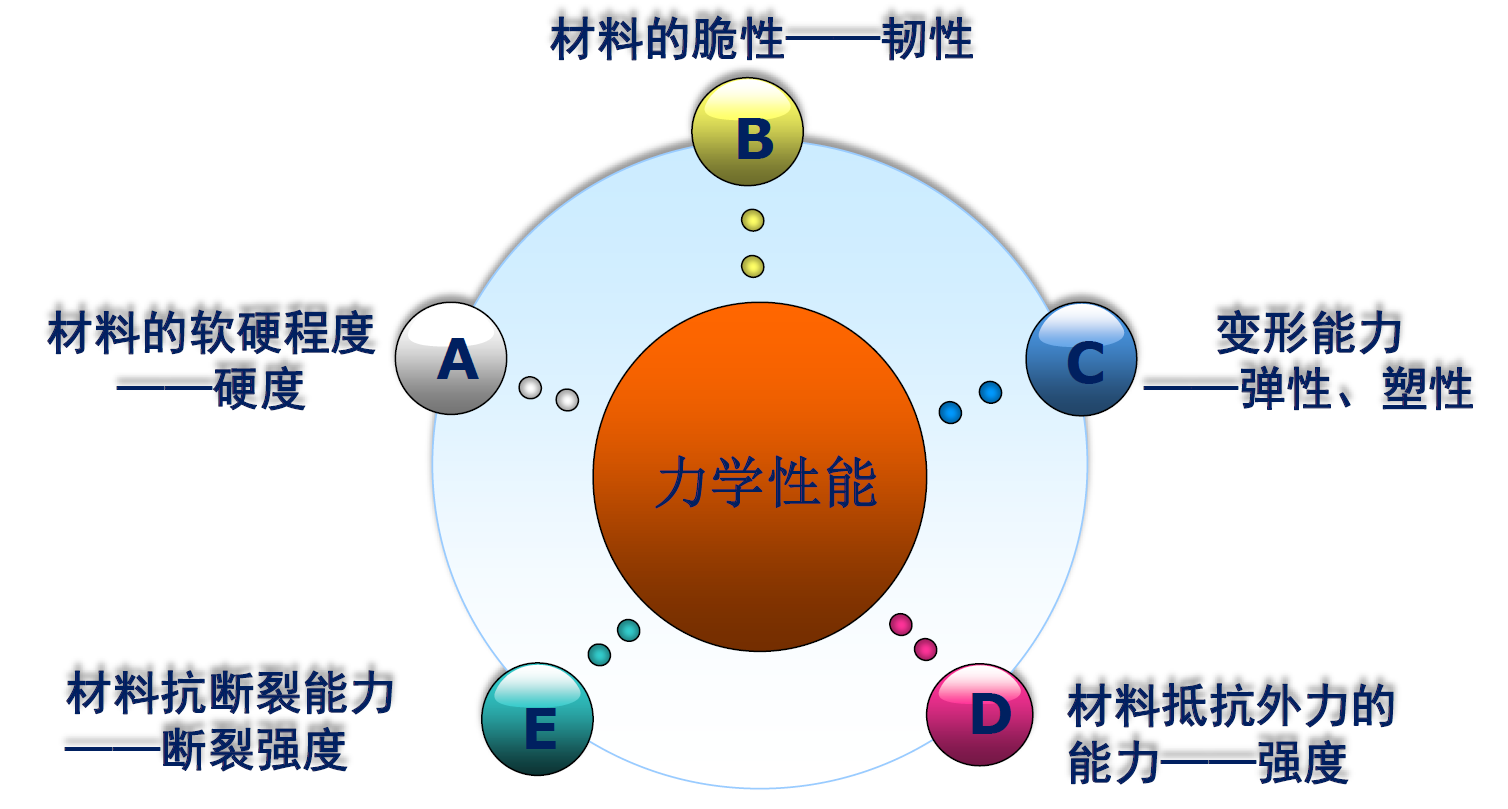 材料的脆性——韧性
B
材料的软硬程度
——硬度
A
C
变形能力
——弹性、塑性
力学性能
材料抗断裂能力
——断裂强度
E
D
材料抵抗外力的
能力——强度